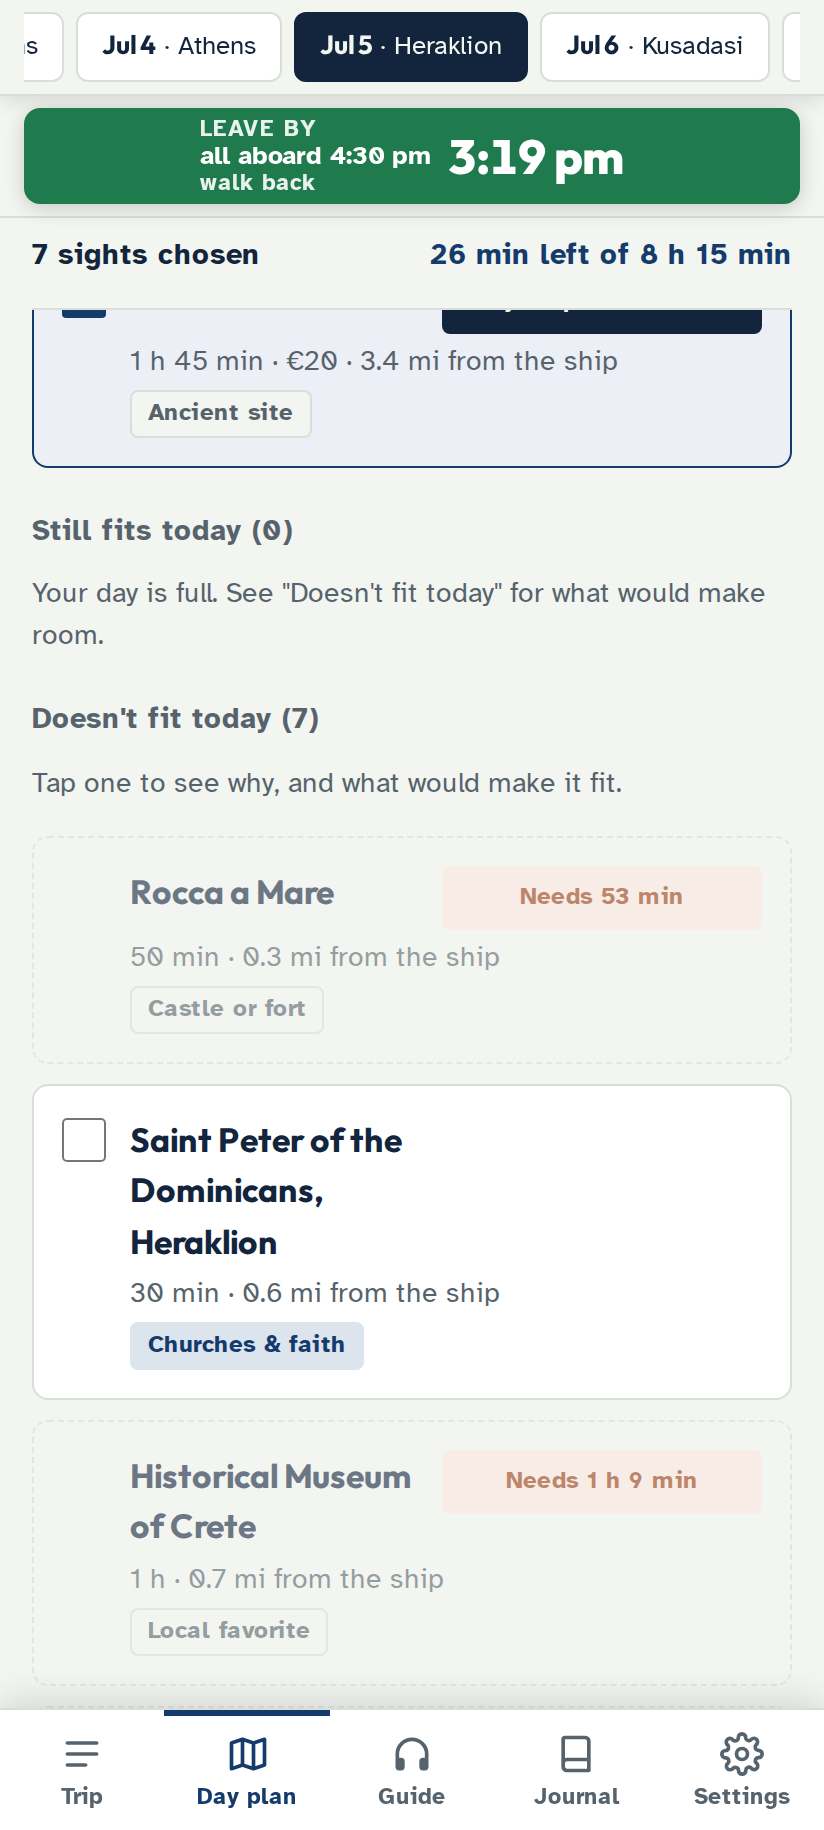 Jul 4 · Athens
Jul 5 · Heraklion
Jul 6 · Kusadasi
LEAVE BY
all aboard 4:30 pm
walk back
3:19 pm
7 sights chosen
26 min left of 8 h 15 min
1 h 45 min · €20 · 3.4 mi from the ship
Ancient site
Still fits today (0)
Your day is full. See "Doesn't fit today" for what would make
room.
Doesn't fit today (7)
Tap one to see why, and what would make it fit.
Rocca a Mare
Needs 53 min
50 min · 0.3 mi from the ship
Castle or fort
Saint Peter of the
Dominicans,
Heraklion
30 min · 0.6 mi from the ship
Churches & faith
Historical Museum
of Crete
Needs 1 h 9 min
1 h · 0.7 mi from the ship
Local favorite
Trip
Day plan
Guide
Journal
Settings